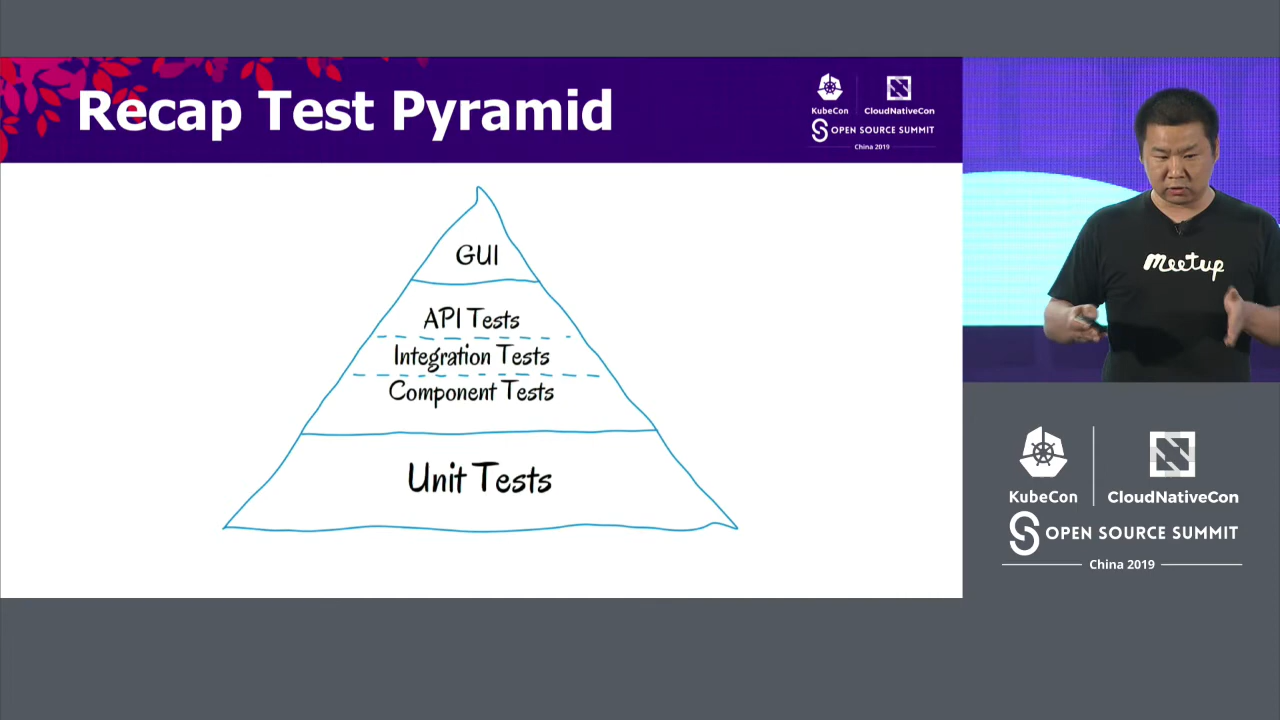 Recap Test Pyramid
KubeCon
CloudNativeCon
OPEN SOURCE SUMMIT
China 2019
GUI
API Tests
Integration Tests
Component Tests
Unit Tests
meetup
KubeCon
CloudNativeCon
OPEN SOURCE SUMMIT
China 2019